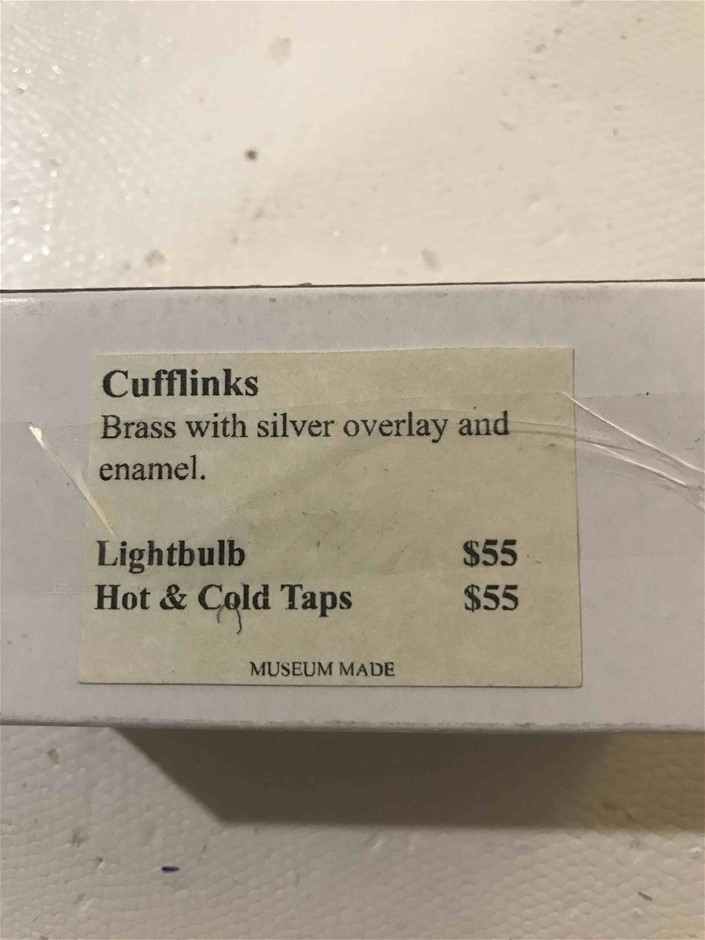 Cufflinks
Brass with silver overlay and
enamel.
Lightbulb $55
Hot & Cold Taps $55
MUSEUM MADE